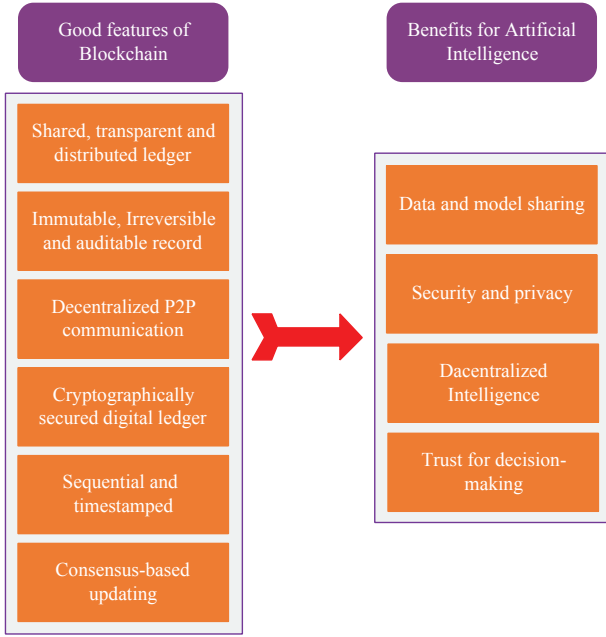 Good features of
Blockchain
Shared, transparent and
distributed ledger
Immutable, Irreversible
and auditable record
Decentralized P2P
communication
Cryptographically
secured digital ledger
Sequential and
timestamped
Consensus-based
updating
Benefits for Artificial
Intelligence
Data and model sharing
Security and privacy
Dacentralized
Intelligence
Trust for decision-
making